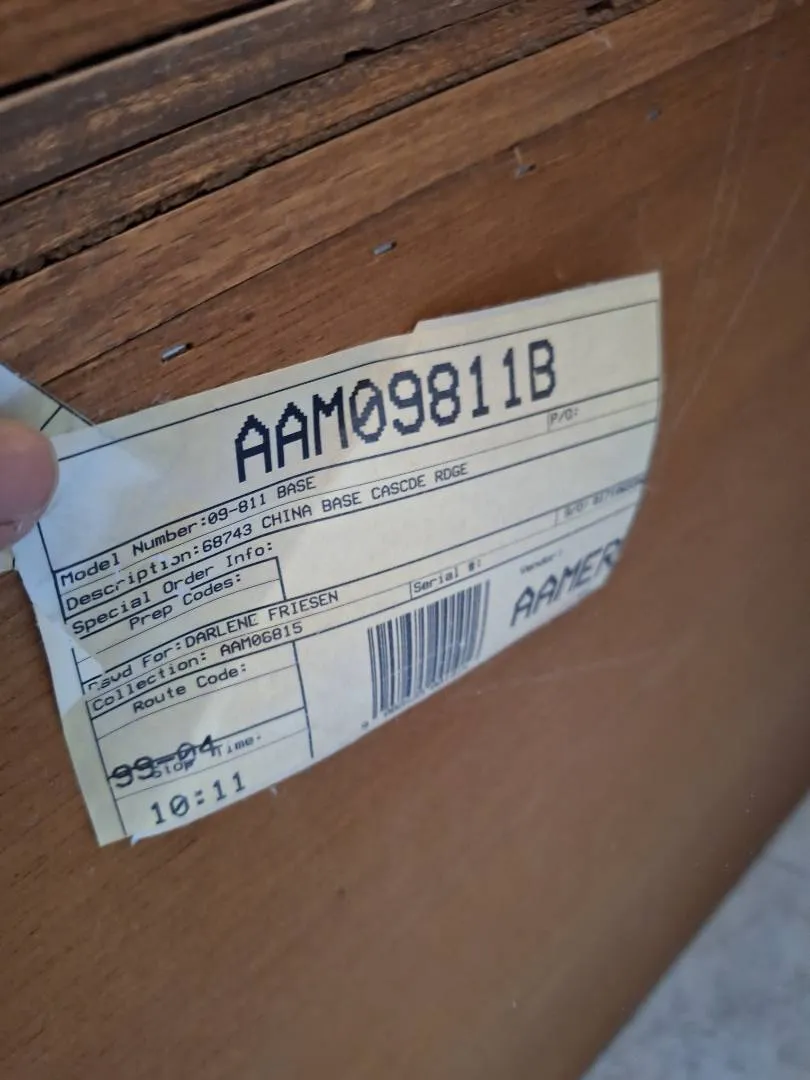 AAM09811B
Model Number:09-811 BASE
P/O:
Description:68743 CHINA BASE CASCDE RDGE
Special Order Info:
Prep Codes:
S/O:
For:DARLENE FRIESEN
Serial #:
Vendor:
AAMER
Collection: AAM06815
Route Code:
99-04
Stop Time:
10:11